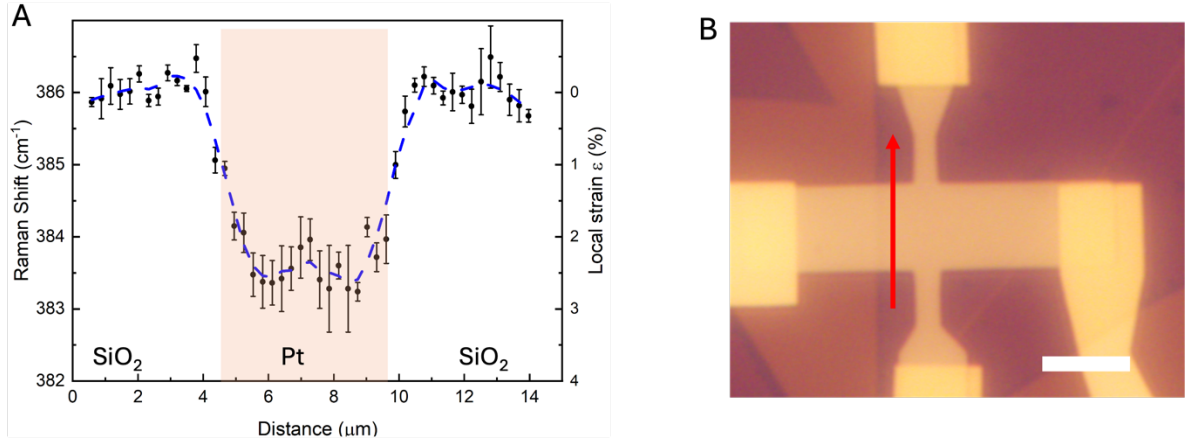 A
B
Raman Shift (cm⁻¹)
386
385
384
383
382
0
1
2
3
4
Local strain ε (%)
SiO₂
Pt
SiO₂
0
2
4
6
8
10
12
14
Distance (μm)